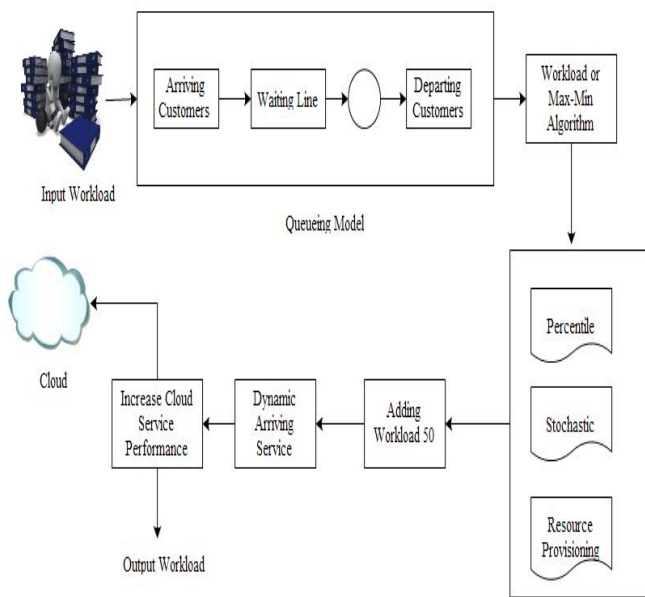 Arriving
Customers
Waiting Line
Departing
Customers
Workload or
Max-Min
Algorithm
Input Workload
Queueing Model
Percentile
Stochastic
Resource
Provisioning
Adding
Workload 50
Dynamic
Arriving
Service
Increase Cloud
Service
Performance
Cloud
Output Workload